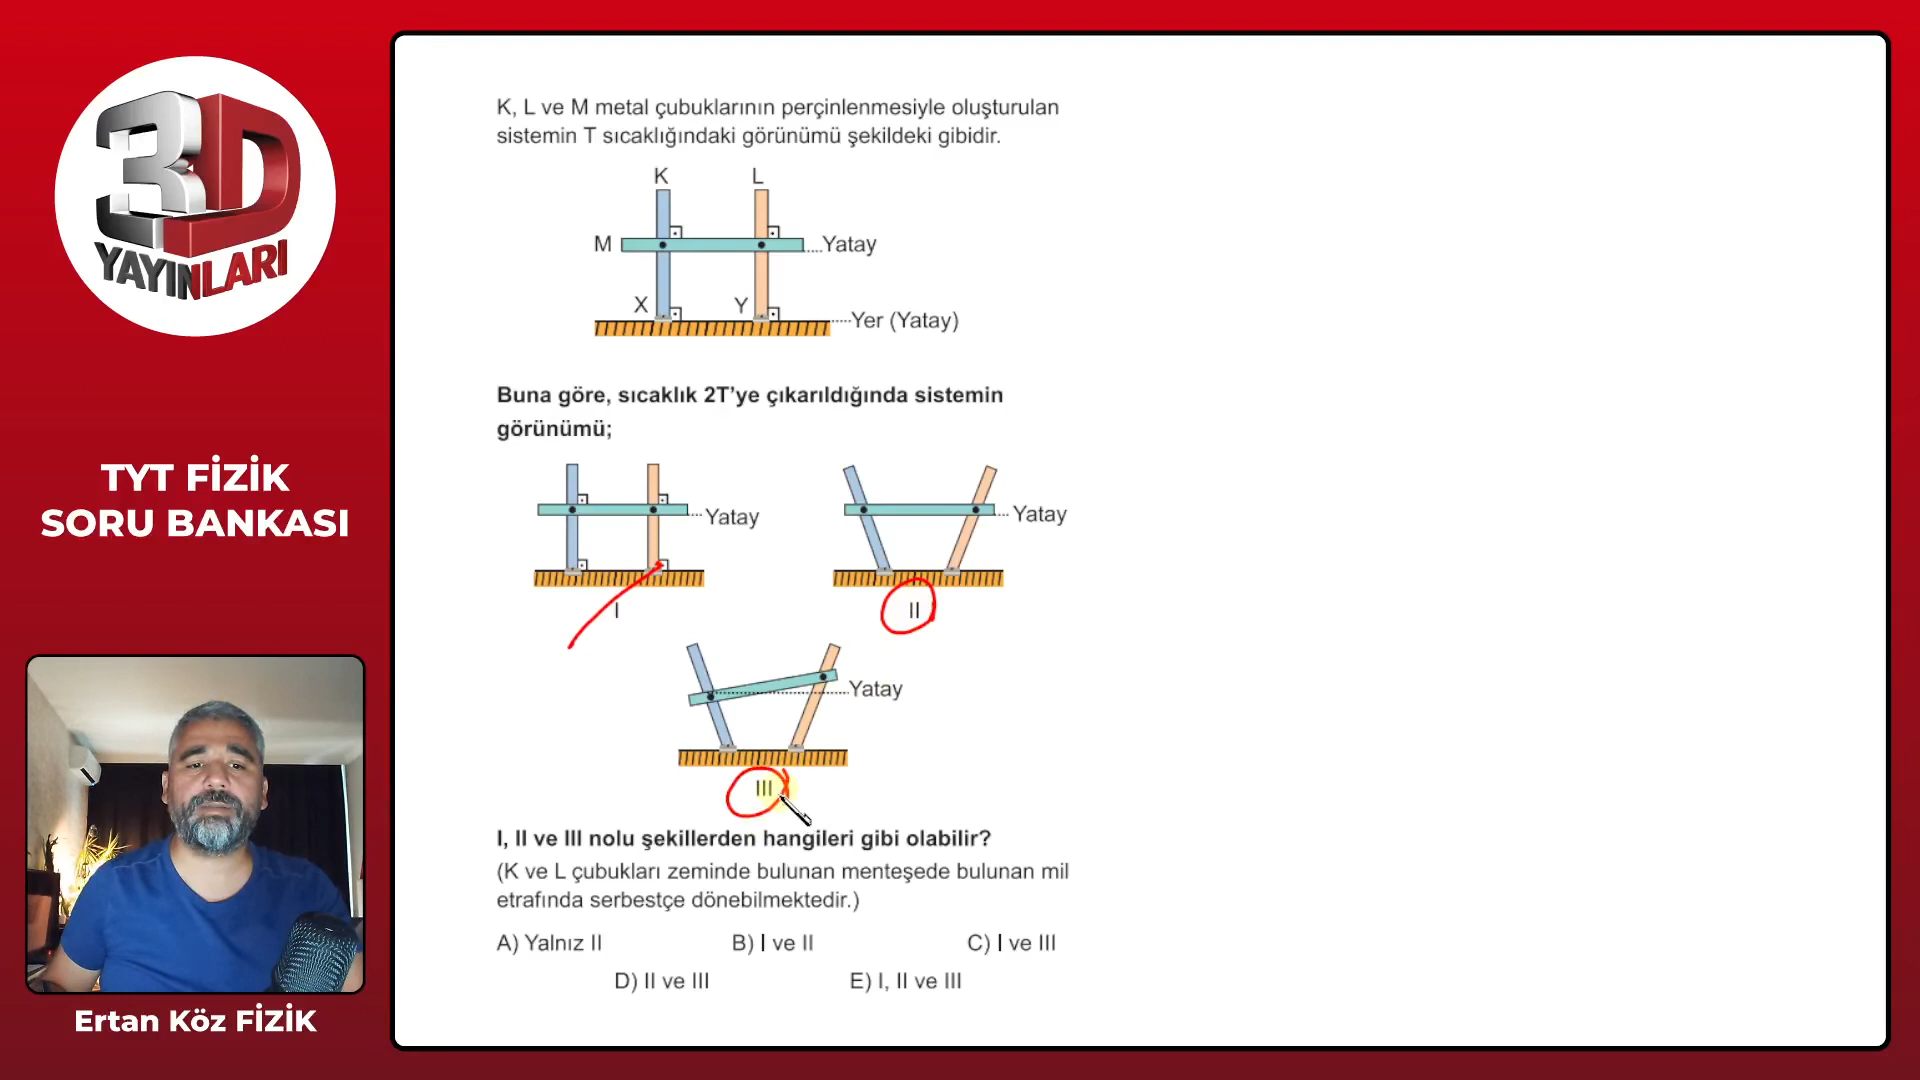 3D
YAYINLARI
TYT FİZİK
SORU BANKASI
Ertan Köz FİZİK
K, L ve M metal çubuklarının perçinlenmesiyle oluşturulan
sistemin T sıcaklığındaki görünümü şekildeki gibidir.
K L
M Yatay
X Y
Yer (Yatay)
Buna göre, sıcaklık 2T'ye çıkarıldığında sistemin
görünümü;
Yatay
Yatay
I
II
Yatay
III
I, II ve III nolu şekillerden hangileri gibi olabilir?
(K ve L çubukları zeminde bulunan menteşede bulunan mil
etrafında serbestçe dönebilmektedir.)
A) Yalnız II B) I ve II C) I ve III
D) II ve III E) I, II ve III